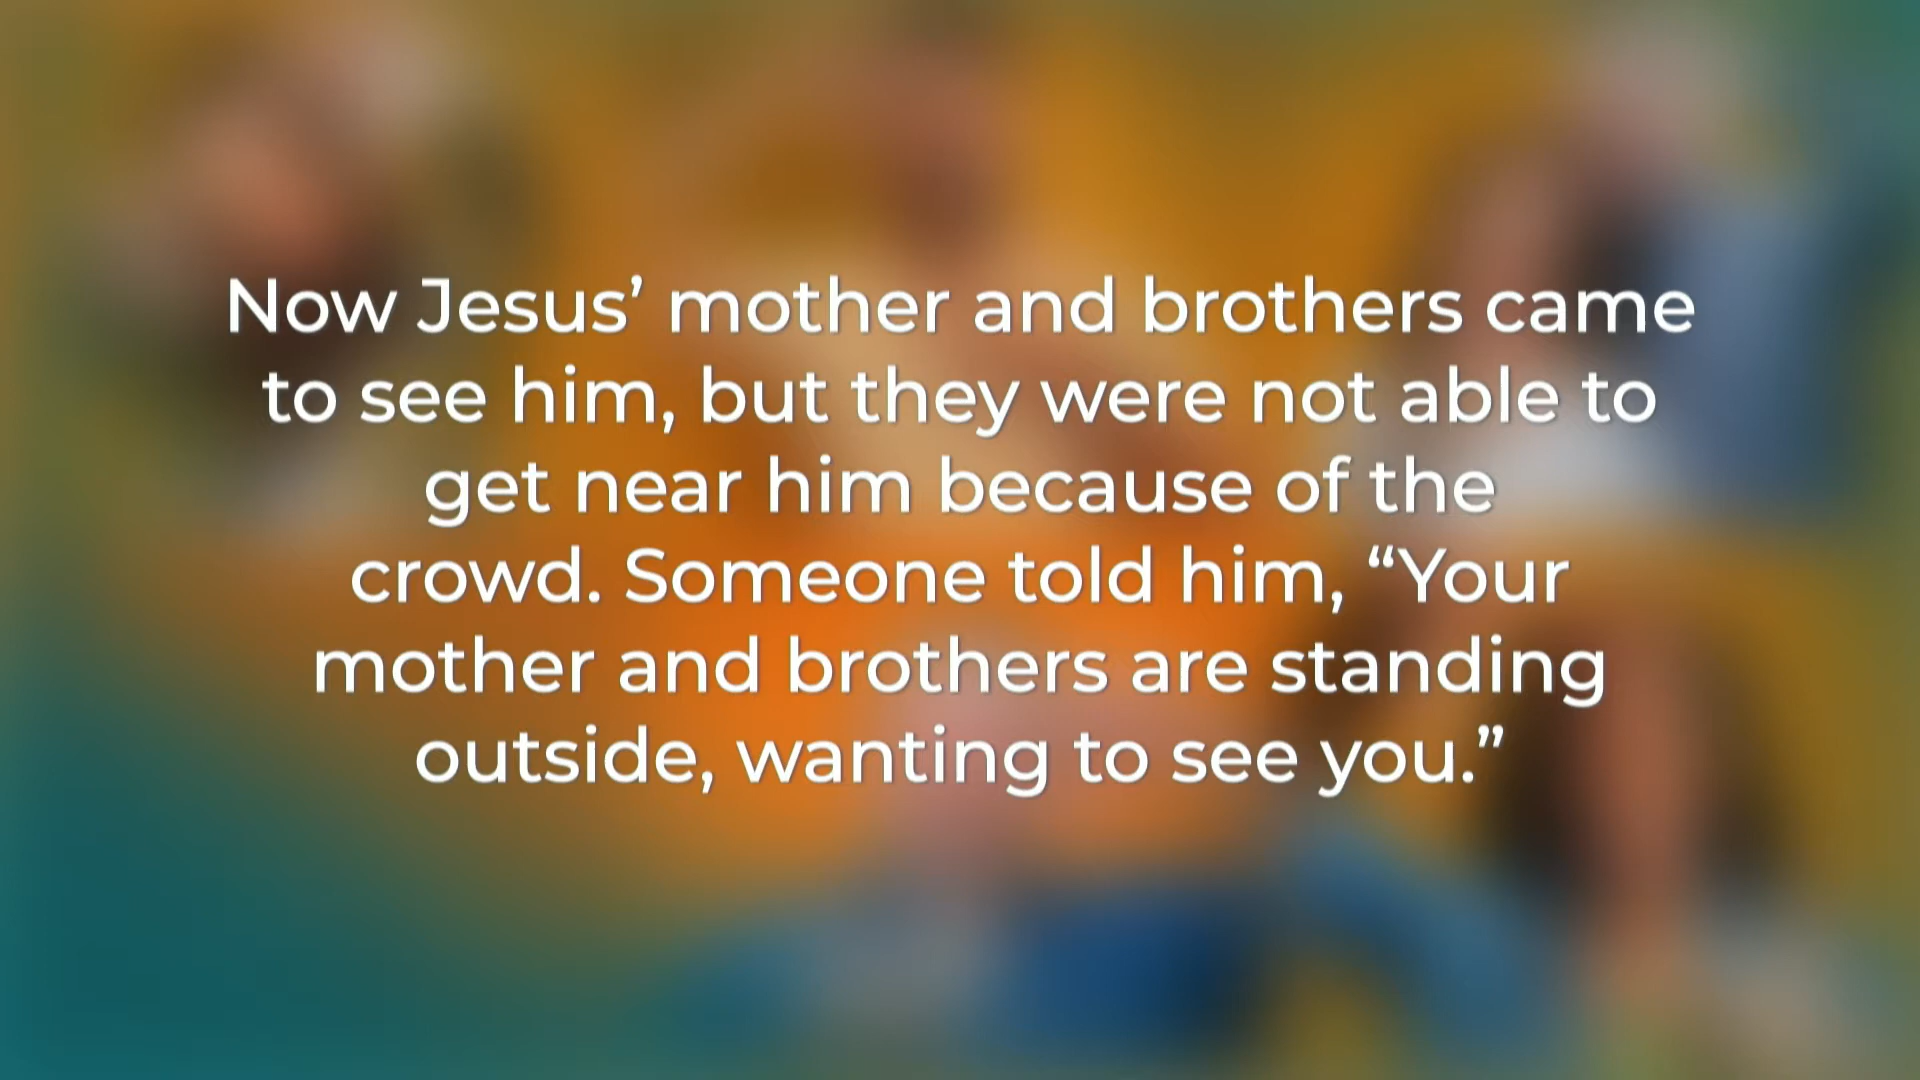 Now Jesus’ mother and brothers came
to see him, but they were not able to
get near him because of the
crowd. Someone told him, “Your
mother and brothers are standing
outside, wanting to see you.”